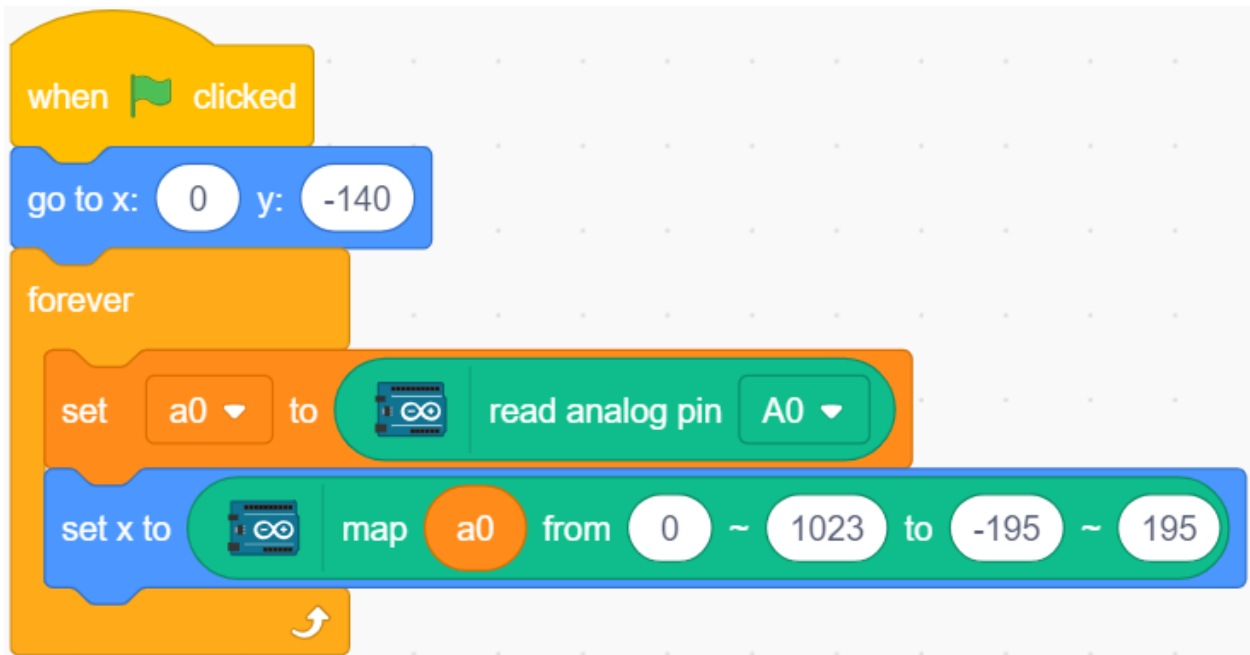 when clicked
go to x: 0 y: -140
forever
set a0 to read analog pin A0
set x to map a0 from 0 ~ 1023 to -195 ~ 195